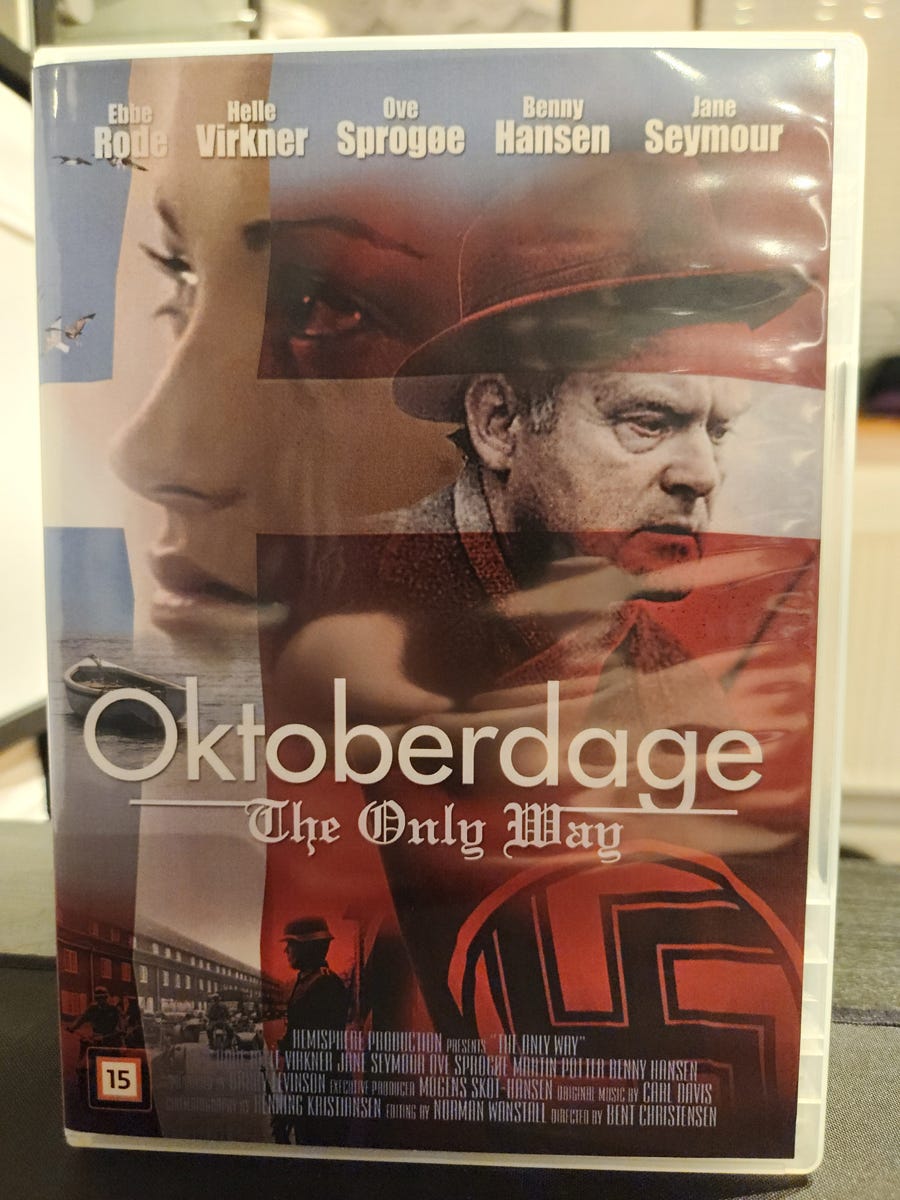 Ebbe Rode
Helle Virkner
Ove Sprogøe
Benny Hansen
Jane Seymour
Oktoberdage
The Only Way
HEMISPHERE PRODUCTION PRESENTS "THE ONLY WAY"
VIRKNER JANE SEYMOUR OVE SPROGØE MARTIN POTTER BENNY HANSEN
EXECUTIVE PRODUCER MOGENS SKOT-HANSEN ORIGINAL MUSIC BY CARL DAVIS
HENNING KRISTIANSEN EDITING BY NORMAN WANSTALL DIRECTED BY BENT CHRISTENSEN
15